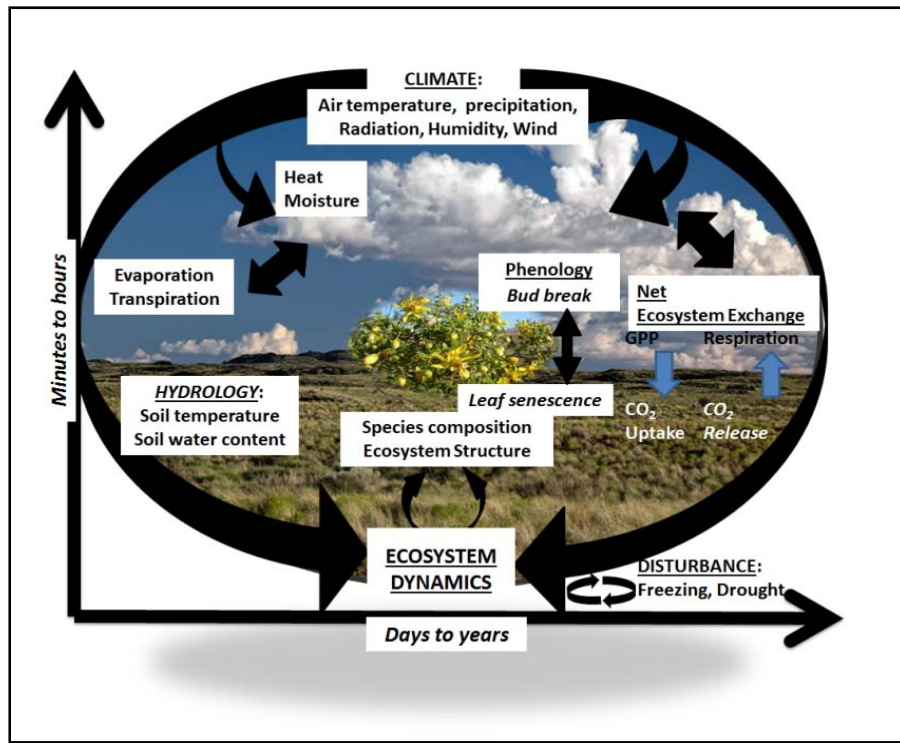 CLIMATE:
Air temperature, precipitation,
Radiation, Humidity, Wind
Heat
Moisture
Evaporation
Transpiration
Phenology
Bud break
Net
Ecosystem Exchange
GPP Respiration
Minutes to hours
HYDROLOGY:
Soil temperature
Soil water content
Leaf senescence
Species composition
Ecosystem Structure
CO₂ CO₂
Uptake Release
ECOSYSTEM
DYNAMICS
DISTURBANCE:
Freezing, Drought
Days to years